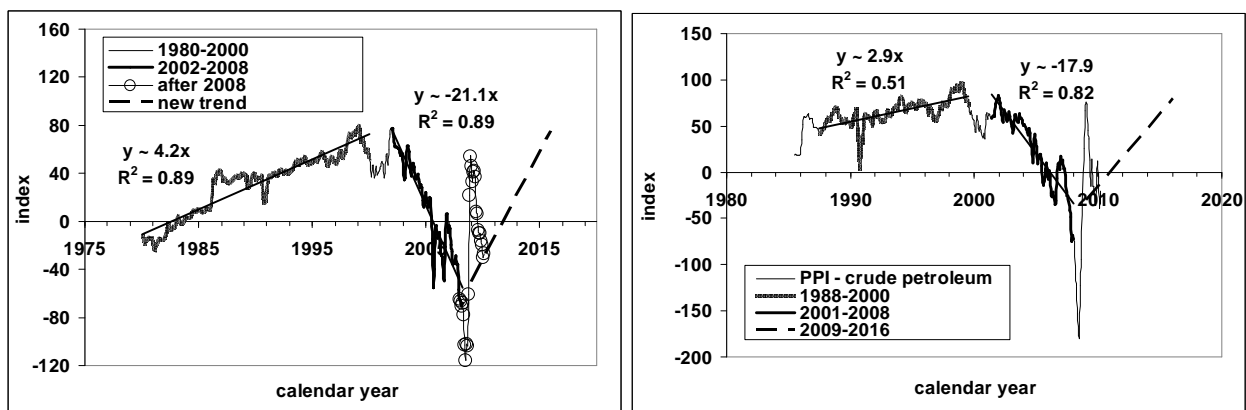 160
120
80
40
0
-40
-80
-120
index
1980-2000
2002-2008
after 2008
new trend
y ~ -21.1x
R² = 0.89
y ~ 4.2x
R² = 0.89
1975 1985 1995 2005 2015
calendar year
200
150
100
50
0
-50
-100
-150
-200
index
y ~ 2.9x
R² = 0.51
y ~ -17.9
R² = 0.82
1980 1990 2000 2010 2020
PPI - crude petroleum
1988-2000
2001-2008
2009-2016
calendar year